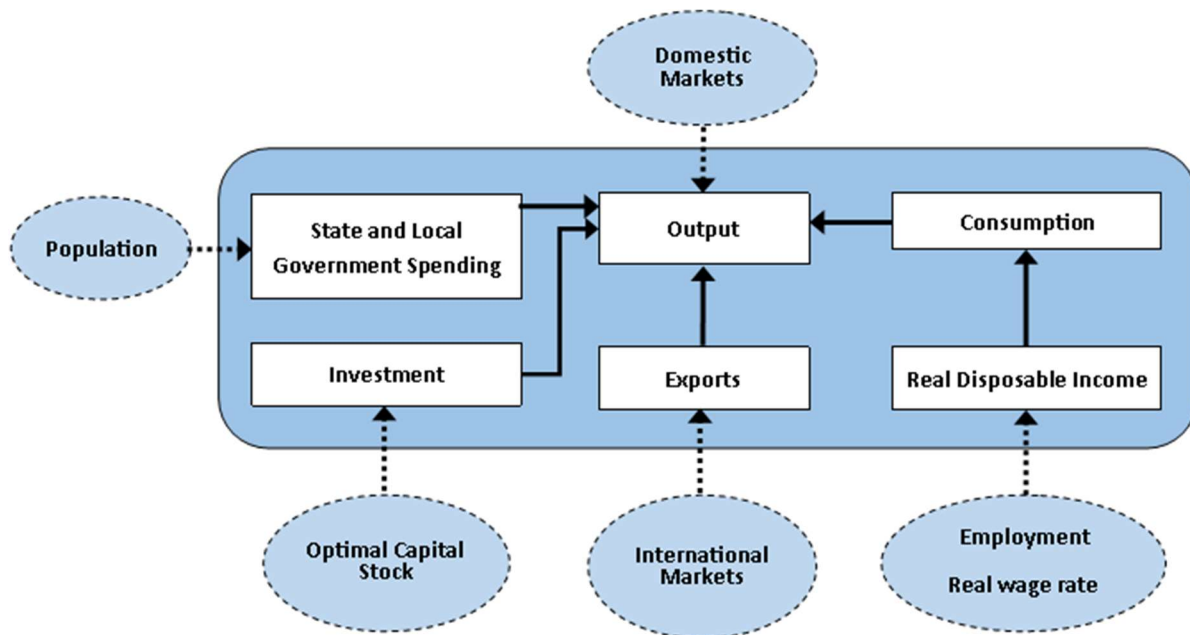 Domestic
Markets
Population
State and Local
Government Spending
Output
Consumption
Investment
Exports
Real Disposable Income
Optimal Capital
Stock
International
Markets
Employment
Real wage rate